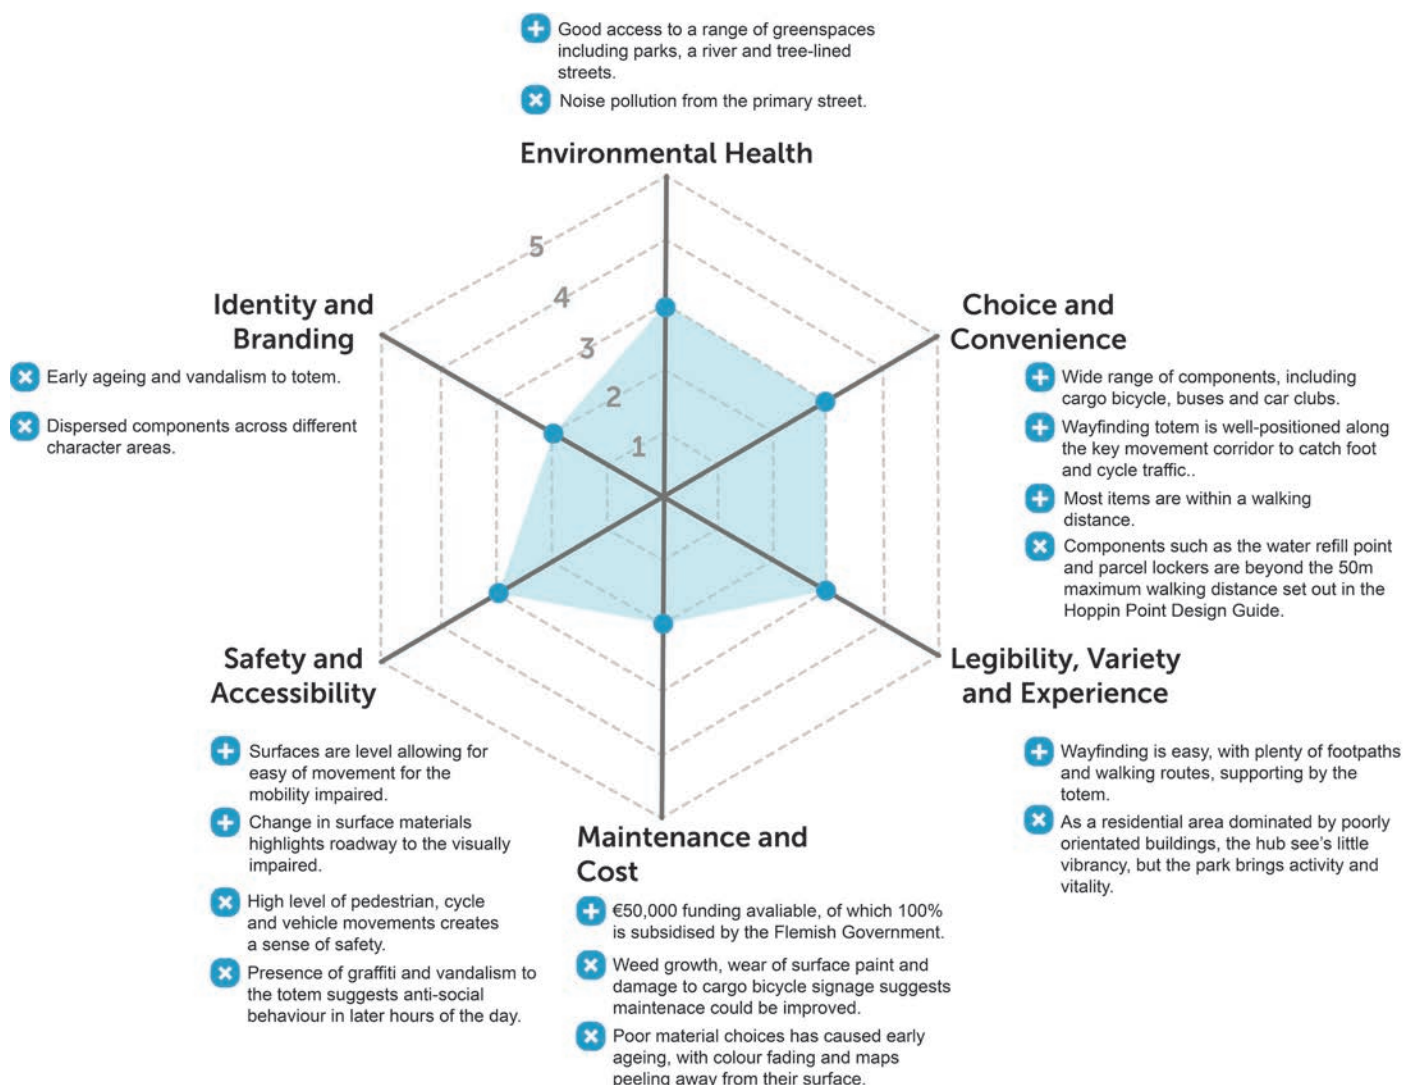 Good access to a range of greenspaces
including parks, a river and tree-lined
streets.
Noise pollution from the primary street.
Environmental Health
5
4
3
2
1
Identity and
Branding
Early ageing and vandalism to totem.
Dispersed components across different
character areas.
Choice and
Convenience
Wide range of components, including
cargo bicycle, buses and car clubs.
Wayfinding totem is well-positioned along
the key movement corridor to catch foot
and cycle traffic..
Most items are within a walking
distance.
Components such as the water refill point
and parcel lockers are beyond the 50m
maximum walking distance set out in the
Hoppin Point Design Guide.
Safety and
Accessibility
Surfaces are level allowing for
easy of movement for the
mobility impaired.
Change in surface materials
highlights roadway to the visually
impaired.
High level of pedestrian, cycle
and vehicle movements creates
a sense of safety.
Presence of graffiti and vandalism to
the totem suggests anti-social
behaviour in later hours of the day.
Maintenance and
Cost
€50,000 funding avaliable, of which 100%
is subsidised by the Flemish Government.
Weed growth, wear of surface paint and
damage to cargo bicycle signage suggests
maintenace could be improved.
Poor material choices has caused early
ageing, with colour fading and maps
peeling away from their surface.
Legibility, Variety
and Experience
Wayfinding is easy, with plenty of footpaths
and walking routes, supporting by the
totem.
As a residential area dominated by poorly
orientated buildings, the hub see's little
vibrancy, but the park brings activity and
vitality.